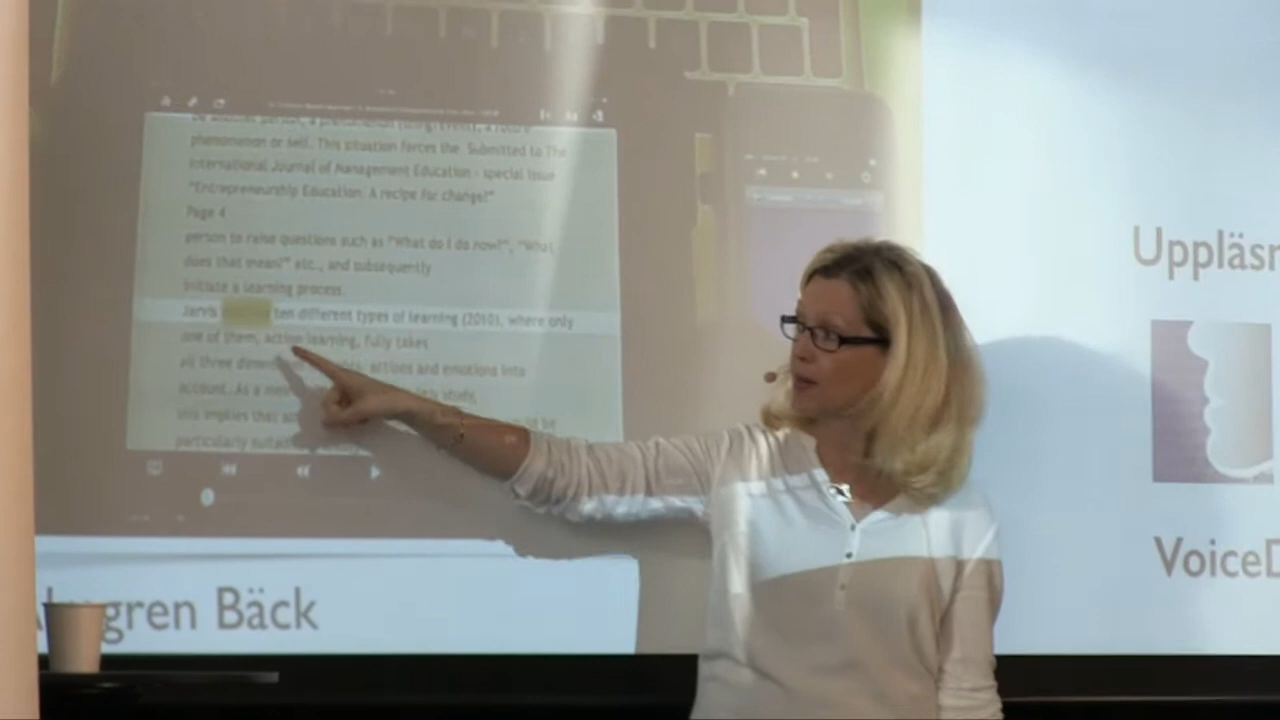 phenomenon or self. This situation forces the Submitted to The
International Journal of Management Education - special issue
"Entrepreneurship Education: A recipe for change?"
Page 4
person to raise questions such as "What do I do now?", "What
does that mean?" etc., and subsequently
initiate a learning process.
Jarvis ten different types of learning (2010), where only
one of them, action learning, fully takes
all three actions and emotions into
account. As a study,
this implies that be
particularly
gren Bäck
Uppläsn
VoiceD